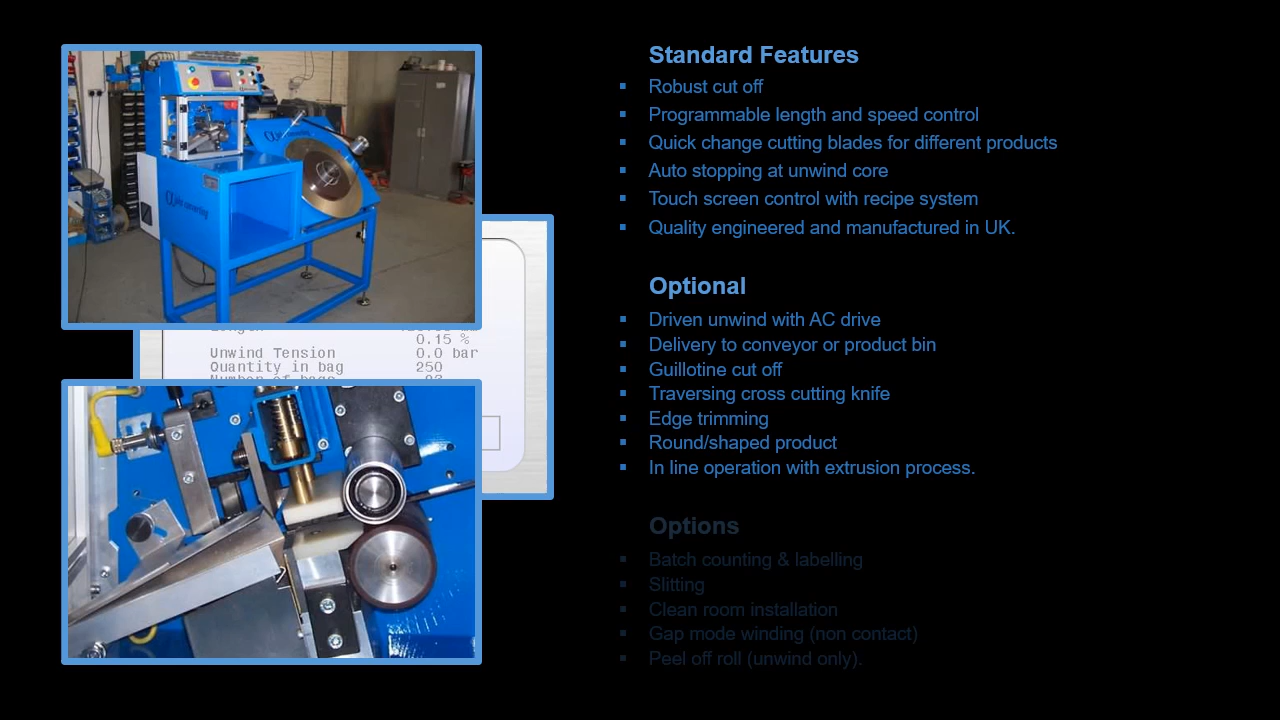 Standard Features
▪ Robust cut off
▪ Programmable length and speed control
▪ Quick change cutting blades for different products
▪ Auto stopping at unwind core
▪ Touch screen control with recipe system
▪ Quality engineered and manufactured in UK.
Optional
▪ Driven unwind with AC drive
▪ Delivery to conveyor or product bin
▪ Guillotine cut off
▪ Traversing cross cutting knife
▪ Edge trimming
▪ Round/shaped product
▪ In line operation with extrusion process.
Options
▪ Batch counting & labelling
▪ Slitting
▪ Clean room installation
▪ Gap mode winding (non contact)
▪ Peel off roll (unwind only).
0.15 %
Unwind Tension 0.0 bar
Quantity in bag 250